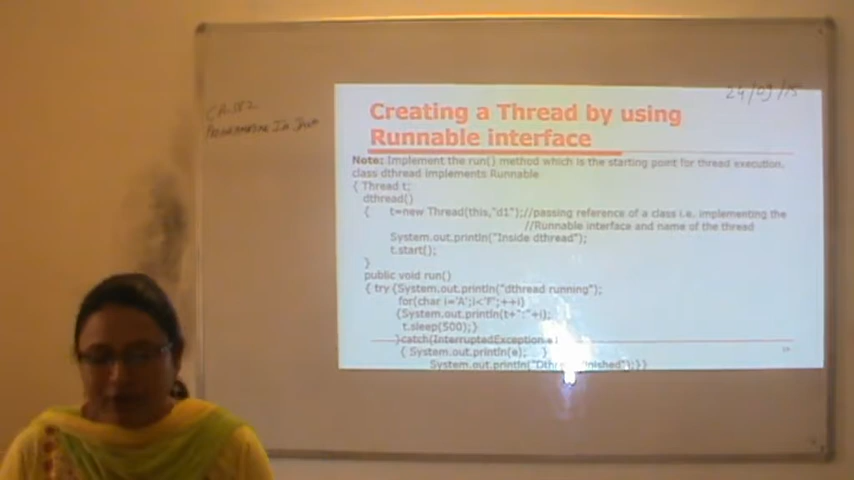 24/09/15
CA:182
Programming In Java
Creating a Thread by using
Runnable interface
Note: Implement the run() method which is the starting point for thread execution.
class dthread implements Runnable
{ Thread t;
dthread()
{ t=new Thread(this,"d1");//passing reference of a class i.e. implementing the
//Runnable interface and name of the thread
System.out.println("Inside dthread");
t.start();
}
public void run()
{ try {System.out.println("dthread running");
for(char i='A';i<'F';++i)
{System.out.println(t+":"+i);
t.sleep(500);}
}catch(InterruptedException e)
{ System.out.println(e); }
System.out.println("Dthread finished");}}